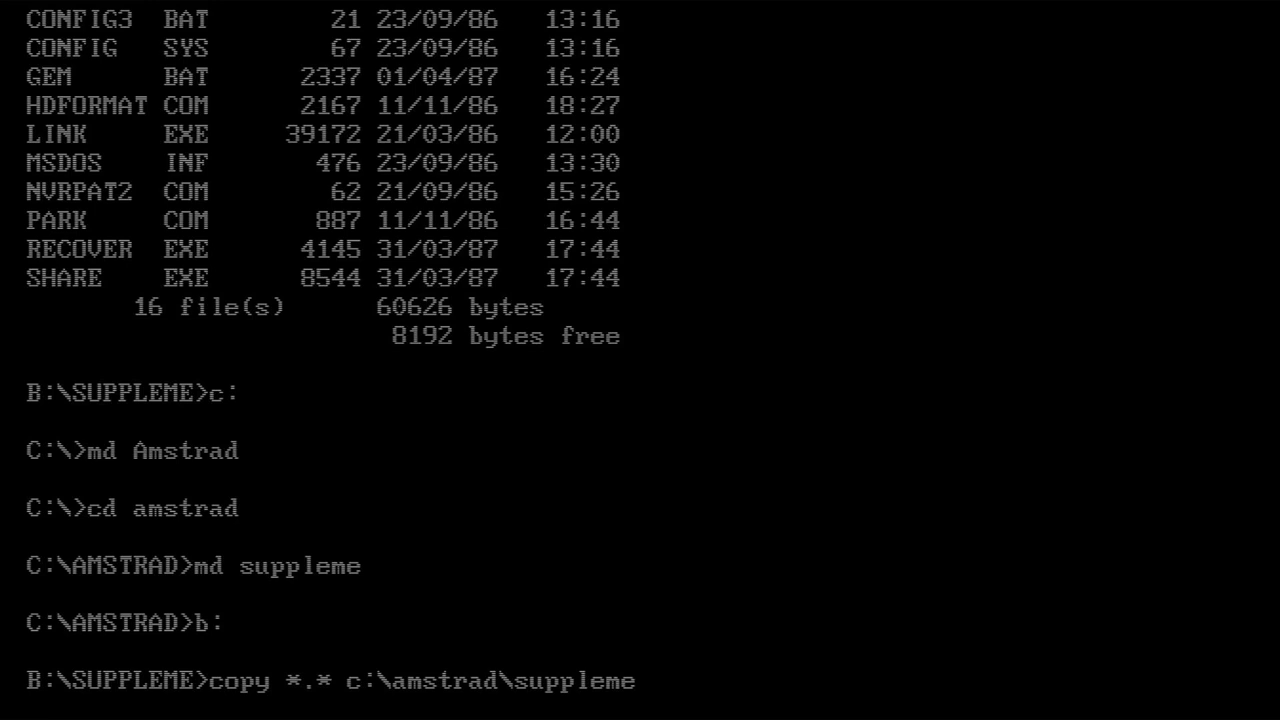 CONFIG3  BAT        21 23/09/86   13:16
CONFIG   SYS        67 23/09/86   13:16
GEM      BAT      2337 01/04/87   16:24
HDFORMAT COM      2167 11/11/86   18:27
LINK     EXE     39172 21/03/86   12:00
MSDOS    INF       476 23/09/86   13:30
NVRPAT2  COM        62 21/09/86   15:26
PARK     COM       887 11/11/86   16:44
RECOVER  EXE      4145 31/03/87   17:44
SHARE    EXE      8544 31/03/87   17:44
16 file(s)      60626 bytes
8192 bytes free
B:\SUPPLEME>c:
C:\>md Amstrad
C:\>cd amstrad
C:\AMSTRAD>md suppleme
C:\AMSTRAD>b:
B:\SUPPLEME>copy *.* c:\amstrad\suppleme